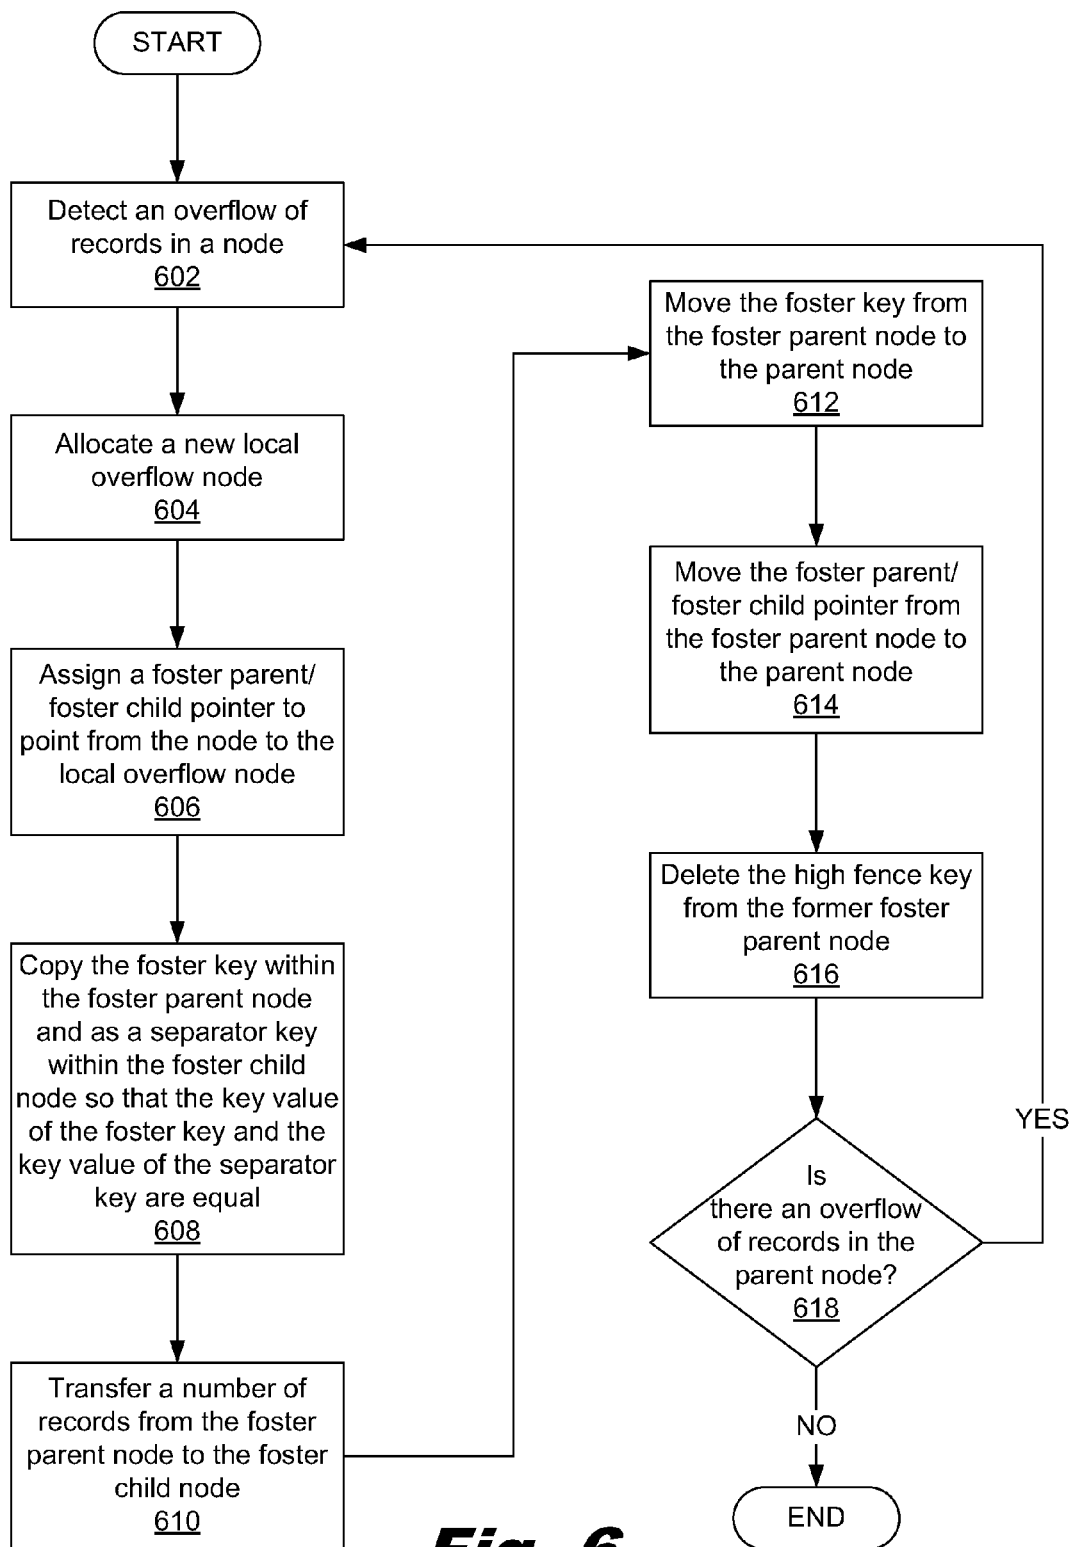 START
Detect an overflow of
records in a node
602
Allocate a new local
overflow node
604
Assign a foster parent/
foster child pointer to
point from the node to the
local overflow node
606
Copy the foster key within
the foster parent node
and as a separator key
within the foster child
node so that the key value
of the foster key and the
key value of the separator
key are equal
608
Transfer a number of
records from the foster
parent node to the foster
child node
610
Move the foster key from
the foster parent node to
the parent node
612
Move the foster parent/
foster child pointer from
the foster parent node to
the parent node
614
Delete the high fence key
from the former foster
parent node
616
Is
there an overflow
of records in the
parent node?
618
YES
NO
END
Fig. 6